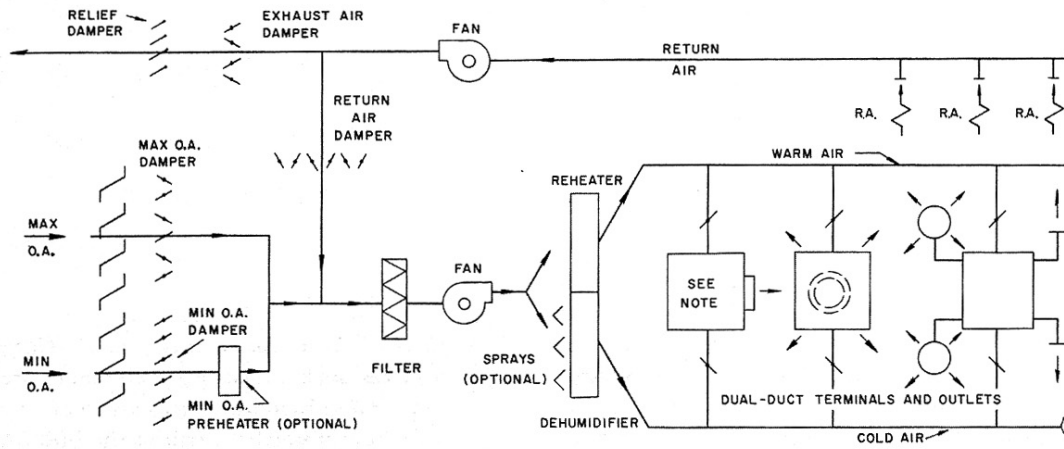 RELIEF
DAMPER
EXHAUST AIR
DAMPER
FAN
RETURN
AIR
R.A.
R.A.
R.A.
RETURN
AIR
DAMPER
MAX O.A.
DAMPER
WARM AIR
REHEATER
MAX
O.A.
FAN
SEE
NOTE
MIN O.A.
DAMPER
MIN
O.A.
FILTER
SPRAYS
(OPTIONAL)
MIN O.A.
PREHEATER (OPTIONAL)
DUAL-DUCT TERMINALS AND OUTLETS
DEHUMIDIFIER
COLD AIR